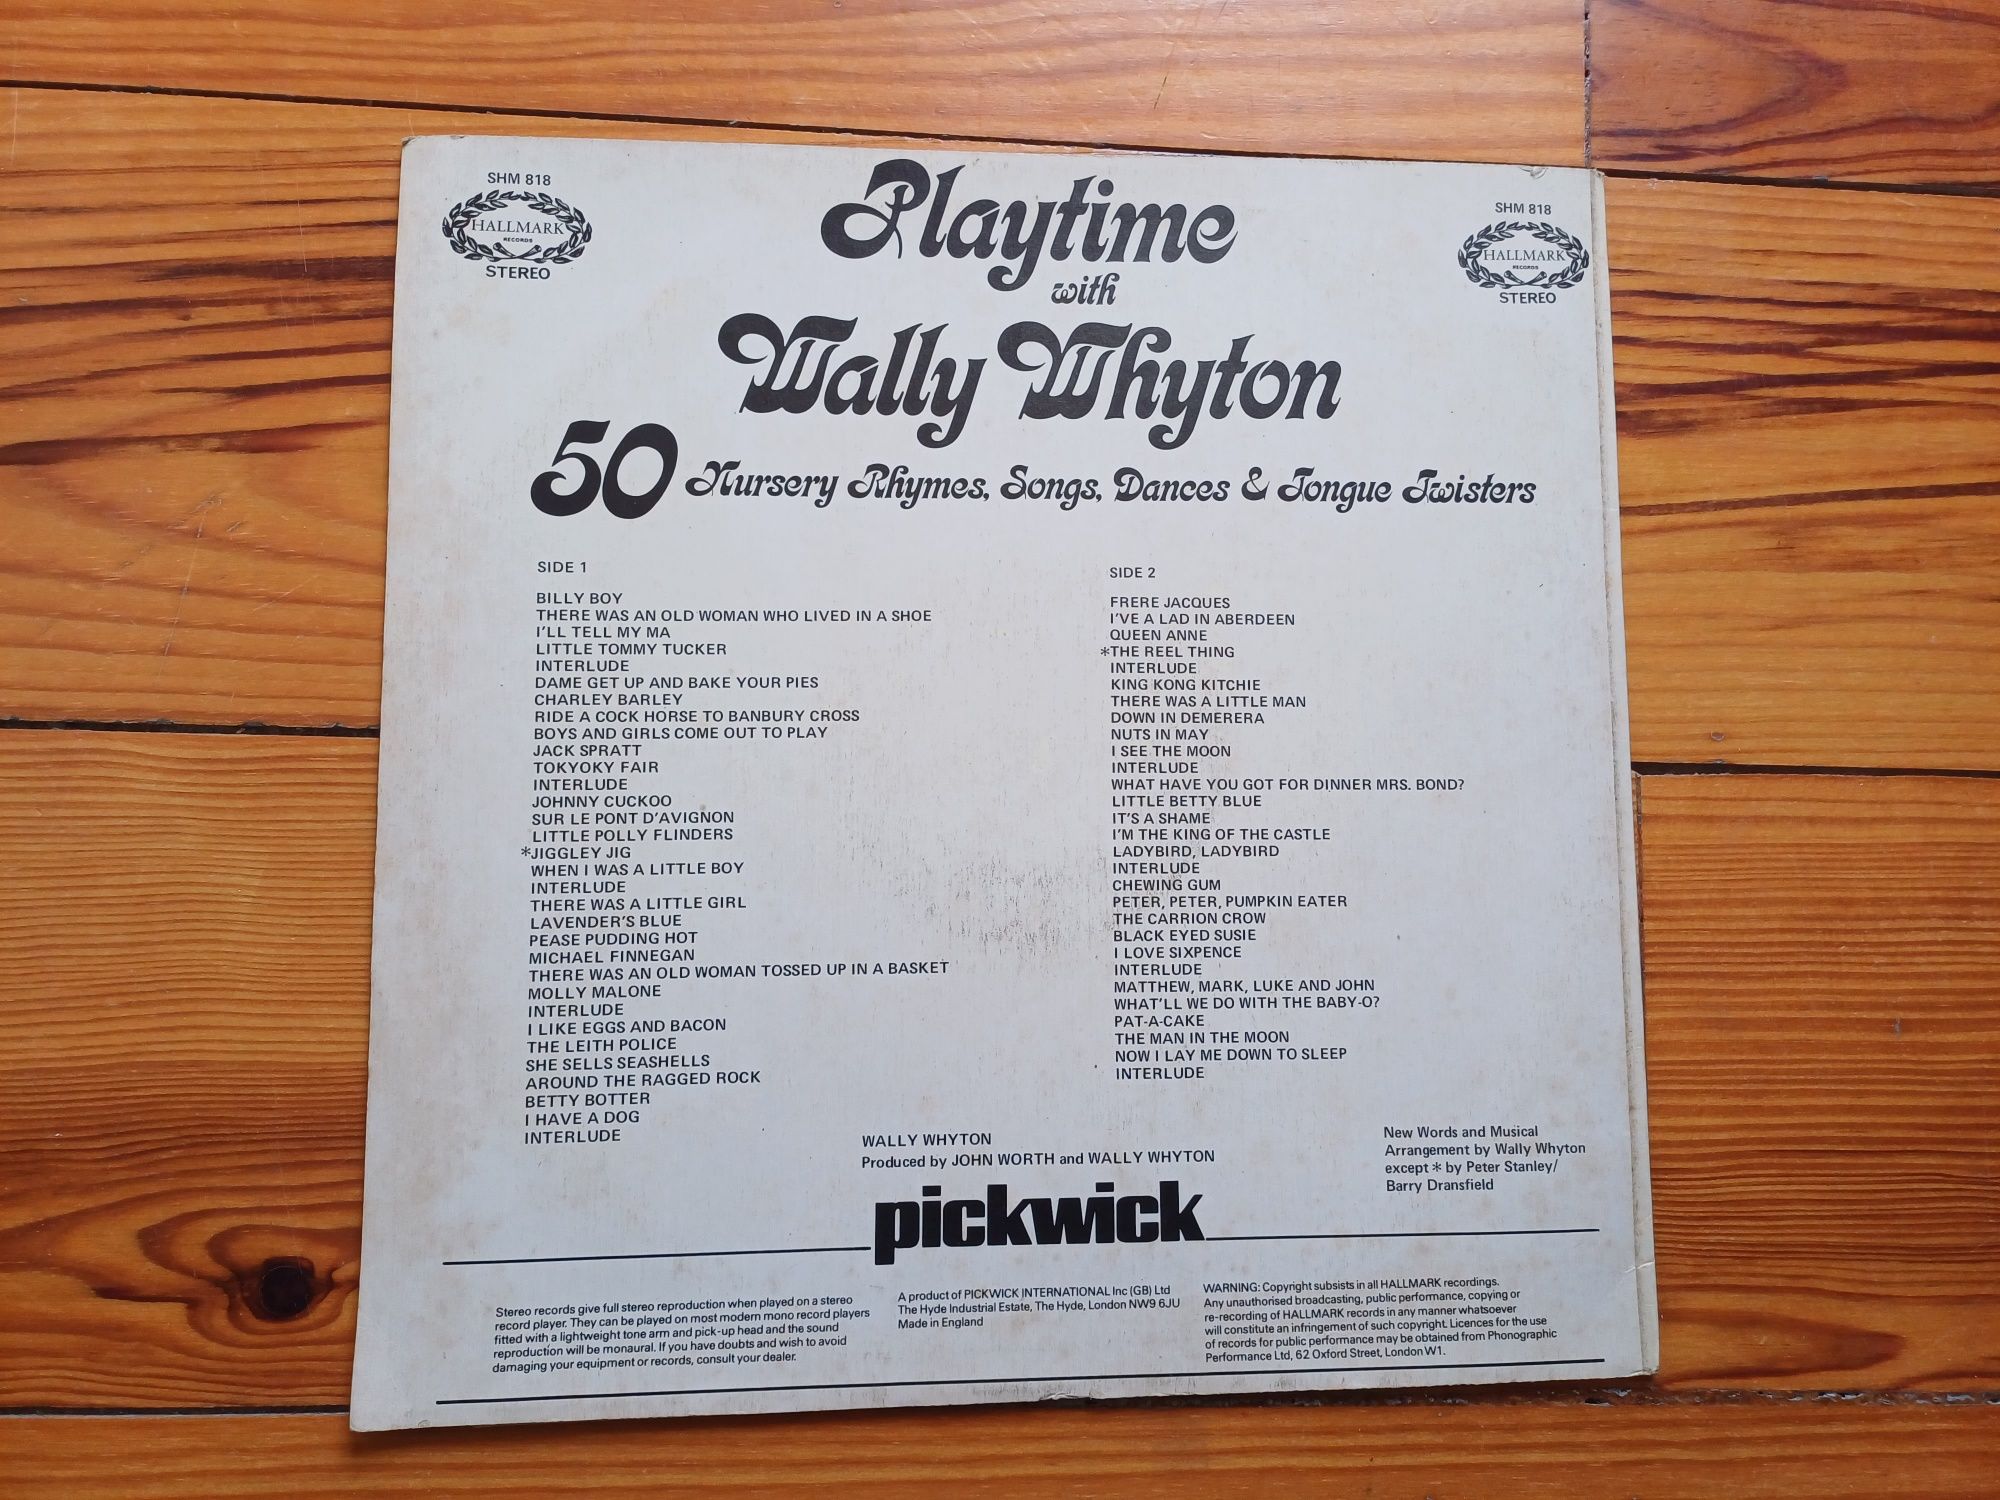 SHM 818
HALLMARK
RECORDS
STEREO
Playtime
with
Wally Whyton
50 Nursery Rhymes, Songs, Dances & Tongue Twisters
SHM 818
HALLMARK
RECORDS
STEREO
SIDE 1
BILLY BOY
THERE WAS AN OLD WOMAN WHO LIVED IN A SHOE
I'LL TELL MY MA
LITTLE TOMMY TUCKER
INTERLUDE
DAME GET UP AND BAKE YOUR PIES
CHARLEY BARLEY
RIDE A COCK HORSE TO BANBURY CROSS
BOYS AND GIRLS COME OUT TO PLAY
JACK SPRATT
TOKYOKY FAIR
INTERLUDE
JOHNNY CUCKOO
SUR LE PONT D'AVIGNON
LITTLE POLLY FLINDERS
*JIGGLEY JIG
WHEN I WAS A LITTLE BOY
INTERLUDE
THERE WAS A LITTLE GIRL
LAVENDER'S BLUE
PEASE PUDDING HOT
MICHAEL FINNEGAN
THERE WAS AN OLD WOMAN TOSSED UP IN A BASKET
MOLLY MALONE
INTERLUDE
I LIKE EGGS AND BACON
THE LEITH POLICE
SHE SELLS SEASHELLS
AROUND THE RAGGED ROCK
BETTY BOTTER
I HAVE A DOG
INTERLUDE
SIDE 2
FRERE JACQUES
I'VE A LAD IN ABERDEEN
QUEEN ANNE
*THE REEL THING
INTERLUDE
KING KONG KITCHIE
THERE WAS A LITTLE MAN
DOWN IN DEMERERA
NUTS IN MAY
I SEE THE MOON
INTERLUDE
WHAT HAVE YOU GOT FOR DINNER MRS. BOND?
LITTLE BETTY BLUE
IT'S A SHAME
I'M THE KING OF THE CASTLE
LADYBIRD, LADYBIRD
INTERLUDE
CHEWING GUM
PETER, PETER, PUMPKIN EATER
THE CARRION CROW
BLACK EYED SUSIE
I LOVE SIXPENCE
INTERLUDE
MATTHEW, MARK, LUKE AND JOHN
WHAT'LL WE DO WITH THE BABY-O?
PAT-A-CAKE
THE MAN IN THE MOON
NOW I LAY ME DOWN TO SLEEP
INTERLUDE
WALLY WHYTON
Produced by JOHN WORTH and WALLY WHYTON
New Words and Musical
Arrangement by Wally Whyton
except * by Peter Stanley/
Barry Dransfield
pickwick
Stereo records give full stereo reproduction when played on a stereo
record player. They can be played on most modern mono record players
fitted with a lightweight tone arm and pick-up head and the sound
reproduction will be monaural. If you have doubts and wish to avoid
damaging your equipment or records, consult your dealer.
A product of PICKWICK INTERNATIONAL Inc (GB) Ltd
The Hyde Industrial Estate, The Hyde, London NW9 6JU
Made in England
WARNING: Copyright subsists in all HALLMARK recordings.
Any unauthorised broadcasting, public performance, copying or
re-recording of HALLMARK records in any manner whatsoever
will constitute an infringement of such copyright. Licences for the use
of records for public performance may be obtained from Phonographic
Performance Ltd, 62 Oxford Street, London W1.